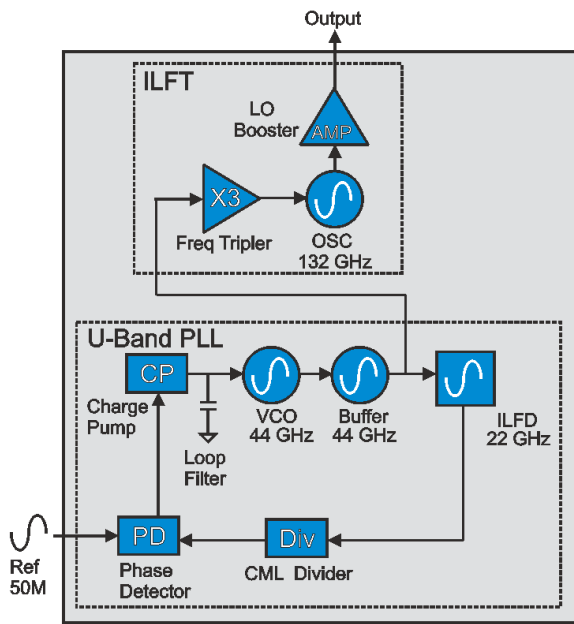 Output
ILFT
LO
Booster
AMP
X3
Freq Tripler
OSC
132 GHz
U-Band PLL
CP
Charge
Pump
Loop
Filter
VCO
44 GHz
Buffer
44 GHz
ILFD
22 GHz
Ref
50M
PD
Phase
Detector
Div
CML Divider